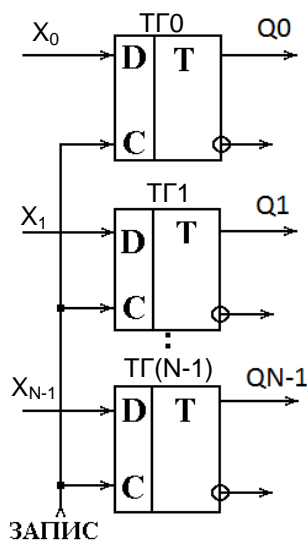 ТГ0
X0 D T Q0
C
ТГ1
X1 D T Q1
C
ТГ(N-1)
XN-1 D T QN-1
C
ЗАПИС